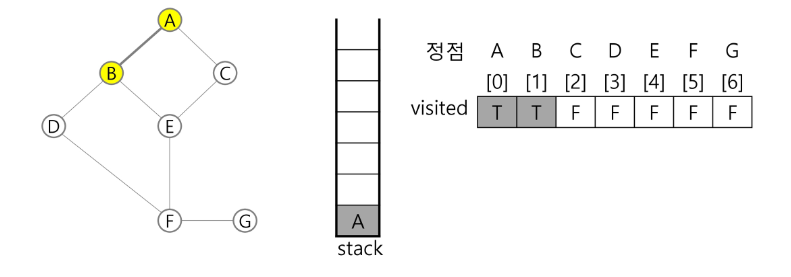 A
B
C
D
E
F
G
A
stack
정점 A B C D E F G
[0] [1] [2] [3] [4] [5] [6]
visited T T F F F F F